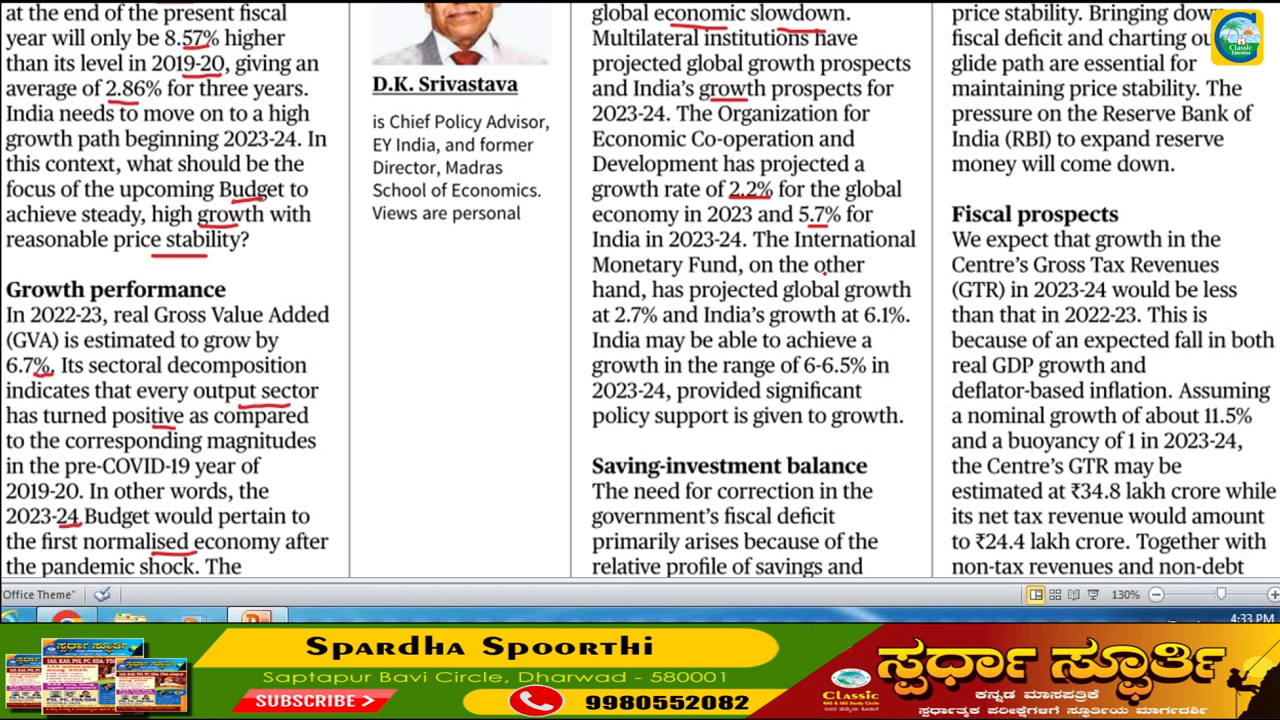 at the end of the present fiscal
year will only be 8.57% higher
than its level in 2019-20, giving an
average of 2.86% for three years.
India needs to move on to a high
growth path beginning 2023-24. In
this context, what should be the
focus of the upcoming Budget to
achieve steady, high growth with
reasonable price stability?
Growth performance
In 2022-23, real Gross Value Added
(GVA) is estimated to grow by
6.7%. Its sectoral decomposition
indicates that every output sector
has turned positive as compared
to the corresponding magnitudes
in the pre-COVID-19 year of
2019-20. In other words, the
2023-24 Budget would pertain to
the first normalised economy after
the pandemic shock. The
D.K. Srivastava
is Chief Policy Advisor,
EY India, and former
Director, Madras
School of Economics.
Views are personal
global economic slowdown.
Multilateral institutions have
projected global growth prospects
and India's growth prospects for
2023-24. The Organization for
Economic Co-operation and
Development has projected a
growth rate of 2.2% for the global
economy in 2023 and 5.7% for
India in 2023-24. The International
Monetary Fund, on the other
hand, has projected global growth
at 2.7% and India's growth at 6.1%.
India may be able to achieve a
growth in the range of 6-6.5% in
2023-24, provided significant
policy support is given to growth.
Saving-investment balance
The need for correction in the
government's fiscal deficit
primarily arises because of the
relative profile of savings and
price stability. Bringing down
fiscal deficit and charting
glide path are essential for
maintaining price stability. The
pressure on the Reserve Bank of
India (RBI) to expand reserve
money will come down.
Fiscal prospects
We expect that growth in the
Centre's Gross Tax Revenues
(GTR) in 2023-24 would be less
than that in 2022-23. This is
because of an expected fall in both
real GDP growth and
deflator-based inflation. Assuming
a nominal growth of about 11.5%
and a buoyancy of 1 in 2023-24,
the Centre's GTR may be
estimated at ₹34.8 lakh crore while
its net tax revenue would amount
to ₹24.4 lakh crore. Together with
non-tax revenues and non-debt
Classic
Office Theme"
130%
4:33 PM
Spardha Spoorthi
Saptapur Bavi Circle, Dharwad - 580001
SUBSCRIBE
9980552082
ಸ್ಪರ್ಧಾ ಸ್ಫೂರ್ತಿ
ಕನ್ನಡ ಮಾಸಪತ್ರಿಕೆ
ಸ್ಪರ್ಧಾತ್ಮಕ ಪರೀಕ್ಷೆಗಳಿಗೆ ಸ್ಫೂರ್ತಿಯ ಮಾರ್ಗದರ್ಶಿ
Classic
KAS & IAS Study Circle